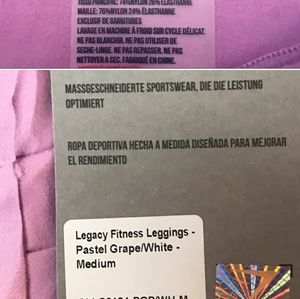 TISSU PRINCIPAL: 74%NYLON 26% ÉLASTHANNE
MAILLE: 76%NYLON 24% ÉLASTHANNE
EXCLUSIF DE GARNITURES
LAVAGE EN MACHINE À FROID SUR CYCLE DÉLICAT.
NE PAS BLANCHIR. NE PAS UTILISER DE
SÈCHE-LINGE. NE PAS REPASSER. NE PAS
NETTOYER A SEC. FABRIQUÉ EN CHINE.
MASSGESCHNEIDERTE SPORTSWEAR, DIE DIE LEISTUNG
OPTIMIERT
ROPA DEPORTIVA HECHA A MEDIDA DISEÑADA PARA MEJORAR
EL RENDIMIENTO
Legacy Fitness Leggings -
Pastel Grape/White -
Medium